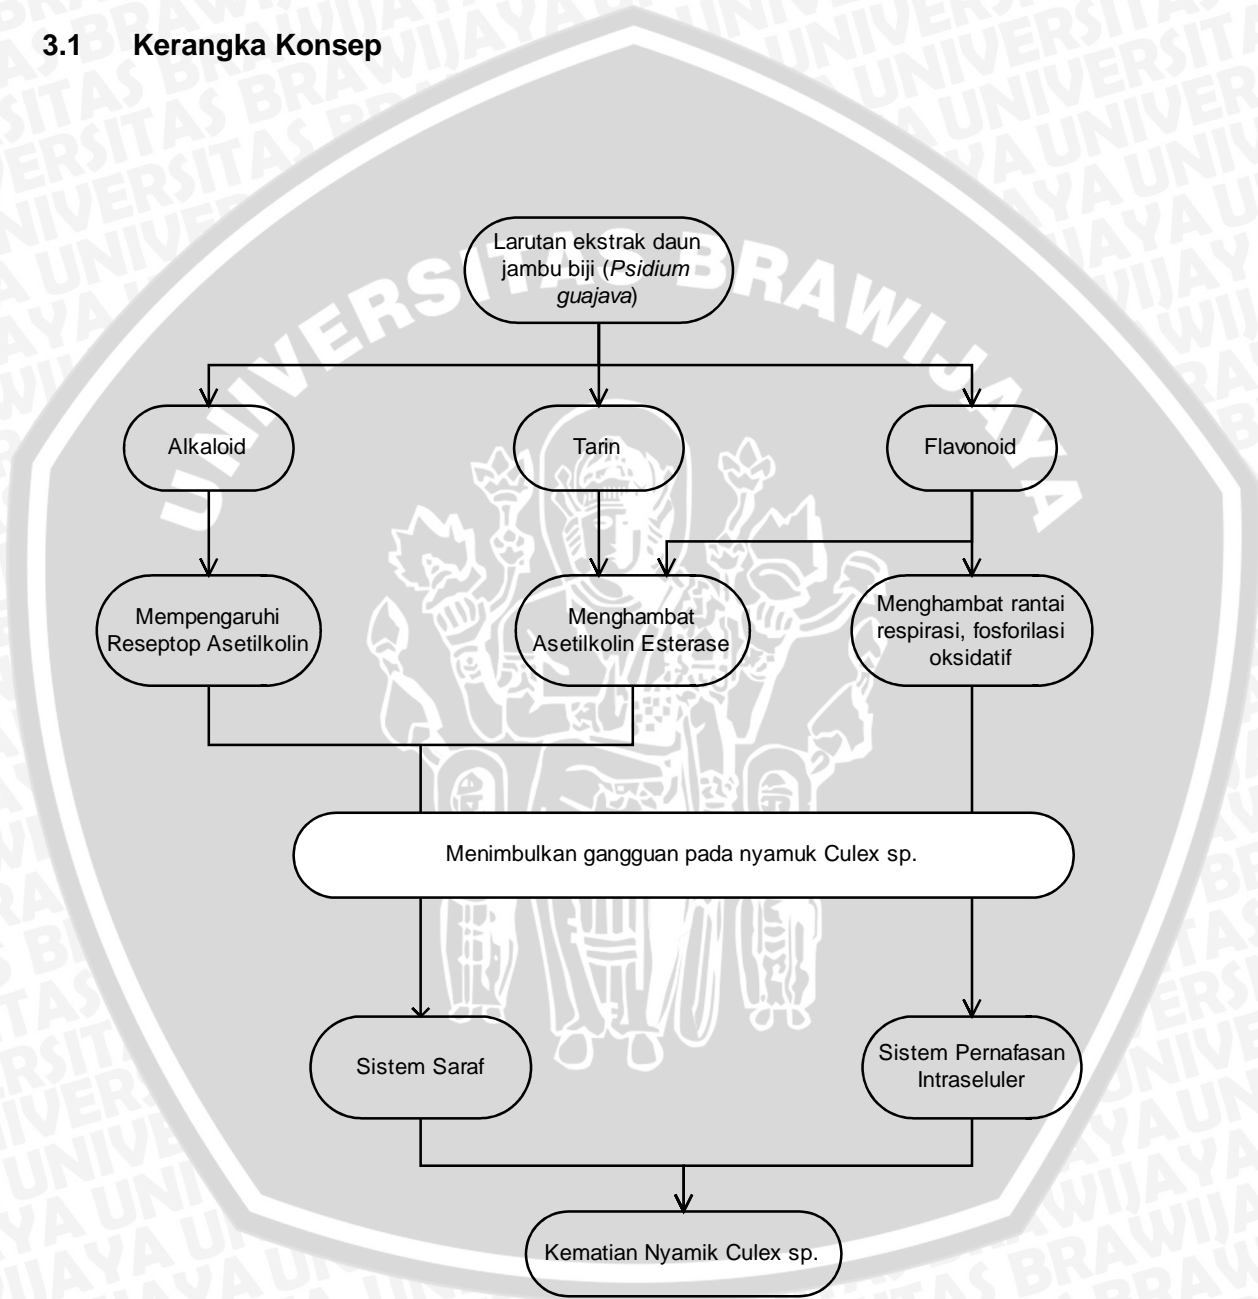 3.1 Kerangka Konsep
Larutan ekstrak daun
jambu biji (Psidium
guajava)
UNIVERSITAS BRAWIJAYA
Alkaloid
Tarin
Flavonoid
Mempengaruhi
Reseptop Asetilkolin
Menghambat
Asetilkolin Esterase
Menghambat rantai
respirasi, fosforilasi
oksidatif
Menimbulkan gangguan pada nyamuk Culex sp.
Sistem Saraf
Sistem Pernafasan
Intraseluler
Kematian Nyamik Culex sp.